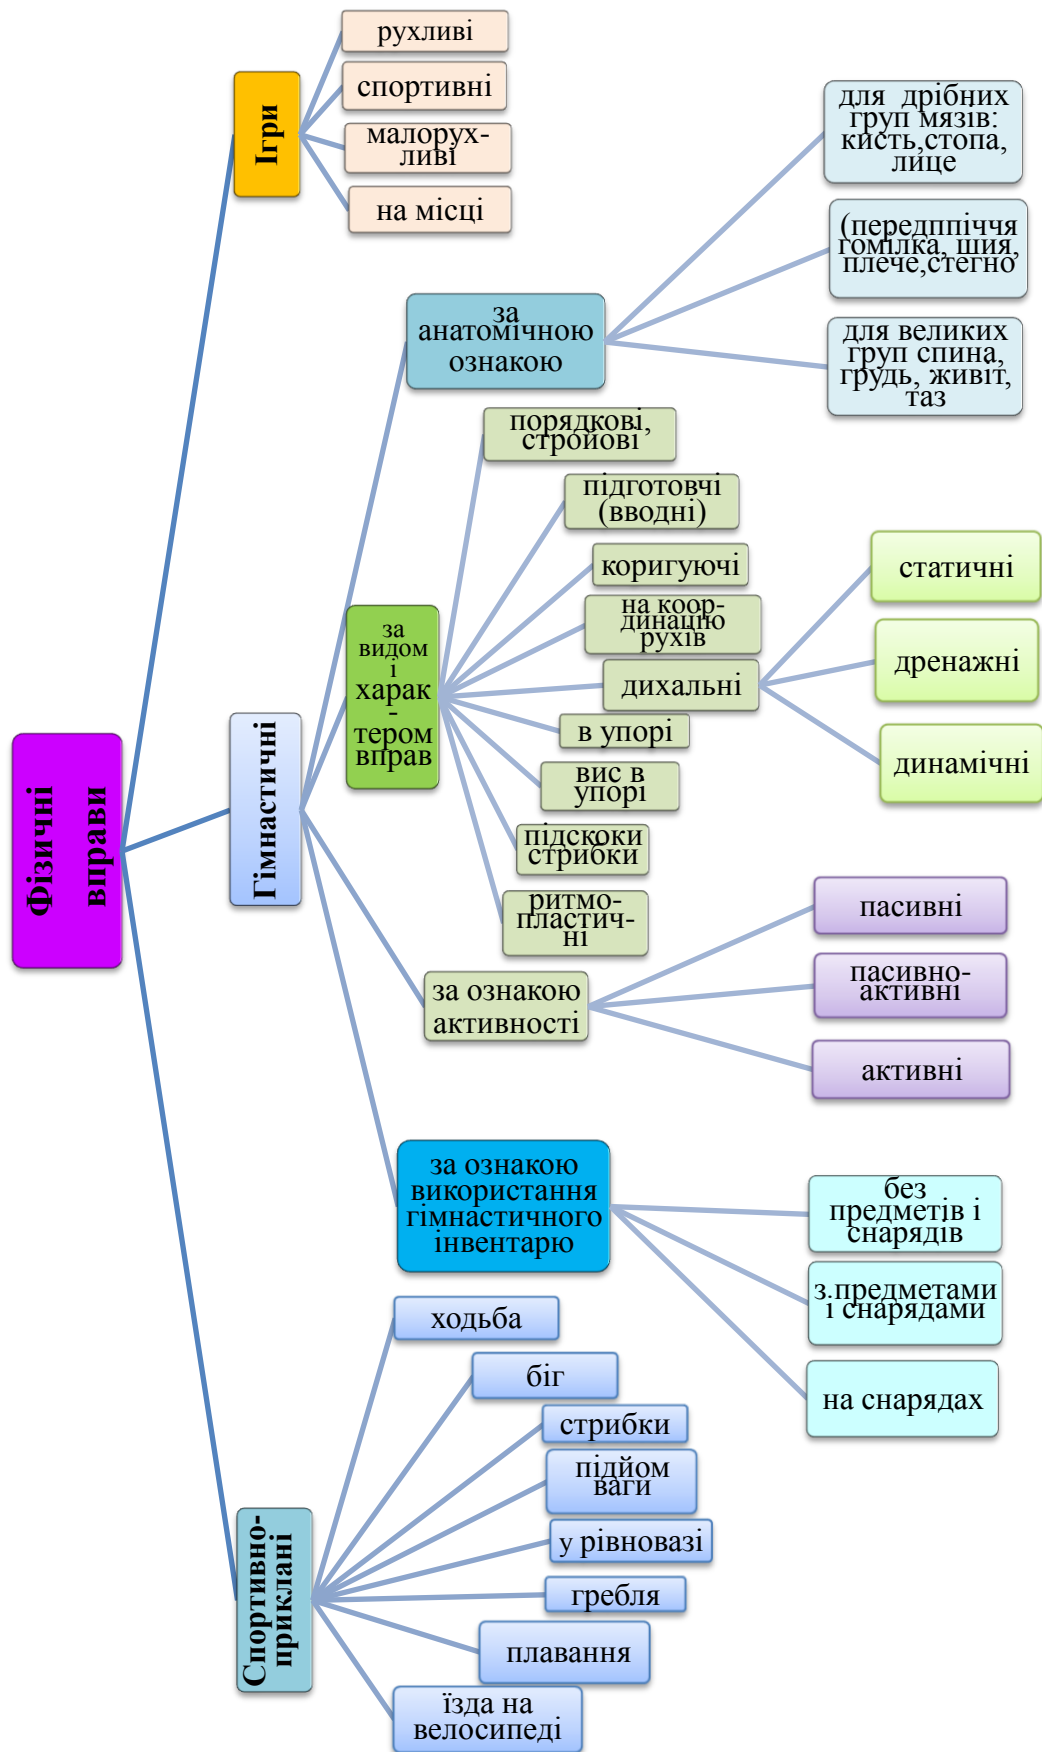 Фізичні
вправи
Ігри
рухливі
спортивні
малорух-
ливі
на місці
Гімнастичні
за
анатомічною
ознакою
для дрібних
груп мязів:
кисть,стопа,
лице
(передппіччя
гомілка, шия,
плече,стегно
для великих
груп спина,
грудь, живіт,
таз
за
видом
і
харак
-
тером
вправ
порядкові,
стройові
підготовчі
(вводні)
коригуючі
на коор-
динацію
рухів
дихальні
статичні
дренажні
динамічні
в упорі
вис в
упорі
підскоки
стрибки
ритмо-
пластич-
ні
за ознакою
активності
пасивні
пасивно-
активні
активні
за ознакою
використання
гімнастичного
інвентарю
без
предметів і
снарядів
з.предметами
і снарядами
на снарядах
Спортивно-
приклані
ходьба
біг
стрибки
підйом
ваги
у рівновазі
гребля
плавання
їзда на
велосипеді